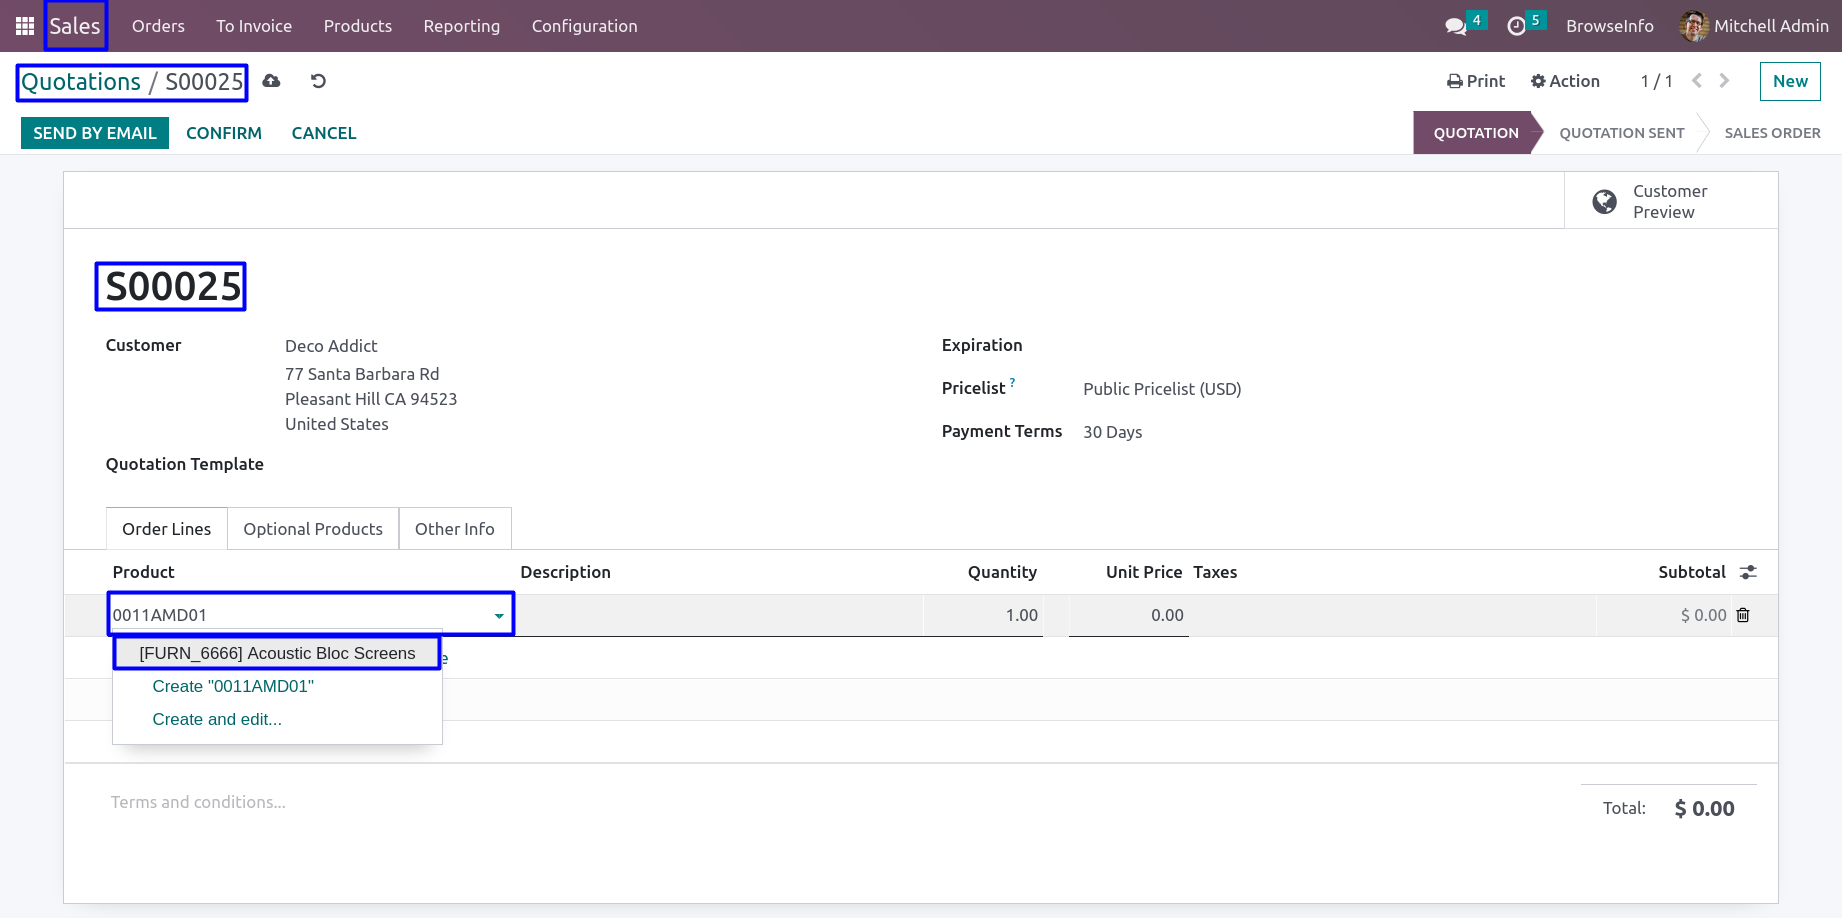 Sales Orders To Invoice Products Reporting Configuration 4 5 BrowseInfo Mitchell Admin
Quotations / S00025 Print Action 1 / 1 New
SEND BY EMAIL CONFIRM CANCEL QUOTATION QUOTATION SENT SALES ORDER
Customer
Preview
S00025
Customer Deco Addict Expiration
77 Santa Barbara Rd
Pleasant Hill CA 94523
United States
Pricelist ? Public Pricelist (USD)
Payment Terms 30 Days
Quotation Template
Order Lines Optional Products Other Info
Product Description Quantity Unit Price Taxes Subtotal
0011AMD01 1.00 0.00 $ 0.00
[FURN_6666] Acoustic Bloc Screens
Create "0011AMD01"
Create and edit...
Terms and conditions...
Total: $ 0.00